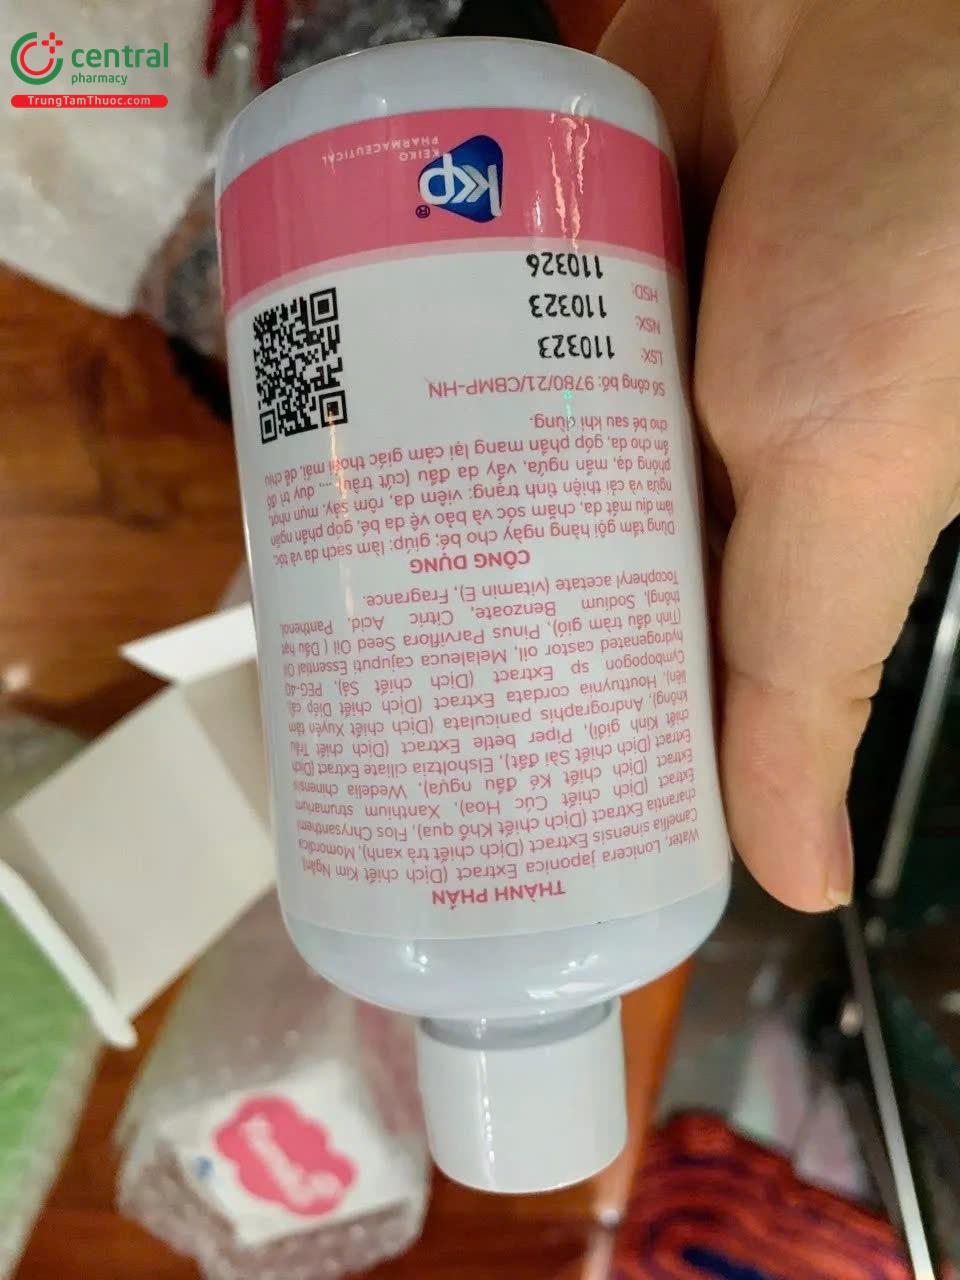 central
pharmacy
TrungTamThuoc.com
THÀNH PHẦN
Water, Lonicera japonica Extract (Dịch chiết Kim Ngân)
Camellia sinensis Extract (Dịch chiết trà xanh), Momordica
charantia Extract (Dịch chiết Khổ qua), Flos Chrysanthemi
Extract (Dịch chiết Cúc Hoa), Xanthium strumarium
Extract (Dịch chiết Ké đầu ngựa), Wedelia chinensis
Extract (Dịch chiết Sài đất), Elsholtzia ciliate Extract (Dịch
chiết Kinh giới), Piper betle Extract (Dịch chiết Trầu
không), Andrographis paniculata (Dịch chiết Xuyên tâm
liên), Houttuynia cordata Extract (Dịch chiết Diếp cá),
Cymbopogon sp Extract (Dịch chiết Sả), PEG-40
hydrogenated castor oil, Melaleuca cajuputi Essential Oil
(Tinh dầu tràm gió), Pinus Parviflora Seed Oil ( Dầu hạt
thông), Sodium Benzoate, Citric Acid, Panthenol,
Tocopheryl acetate (vitamin E), Fragrance.
CÔNG DỤNG
Dùng tắm gội hàng ngày cho bé; giúp: làm sạch da và tóc,
làm dịu mát da, chăm sóc và bảo vệ da bé, góp phần ngăn
ngừa và cải thiện tình trạng: viêm da, rôm sảy, mụn nhọt,
phỏng dạ, mẩn ngứa, vẩy da đầu (cứt trâu), ..., duy trì độ
ẩm cho da, góp phần mang lại cảm giác thoải mái, dễ chịu
cho bé sau khi dùng.
Số công bố: 9780/21/CBMP-HN
LSX: 110323
NSX: 110323
HSD: 110326
kp®
KEIKO
PHARMACEUTICAL